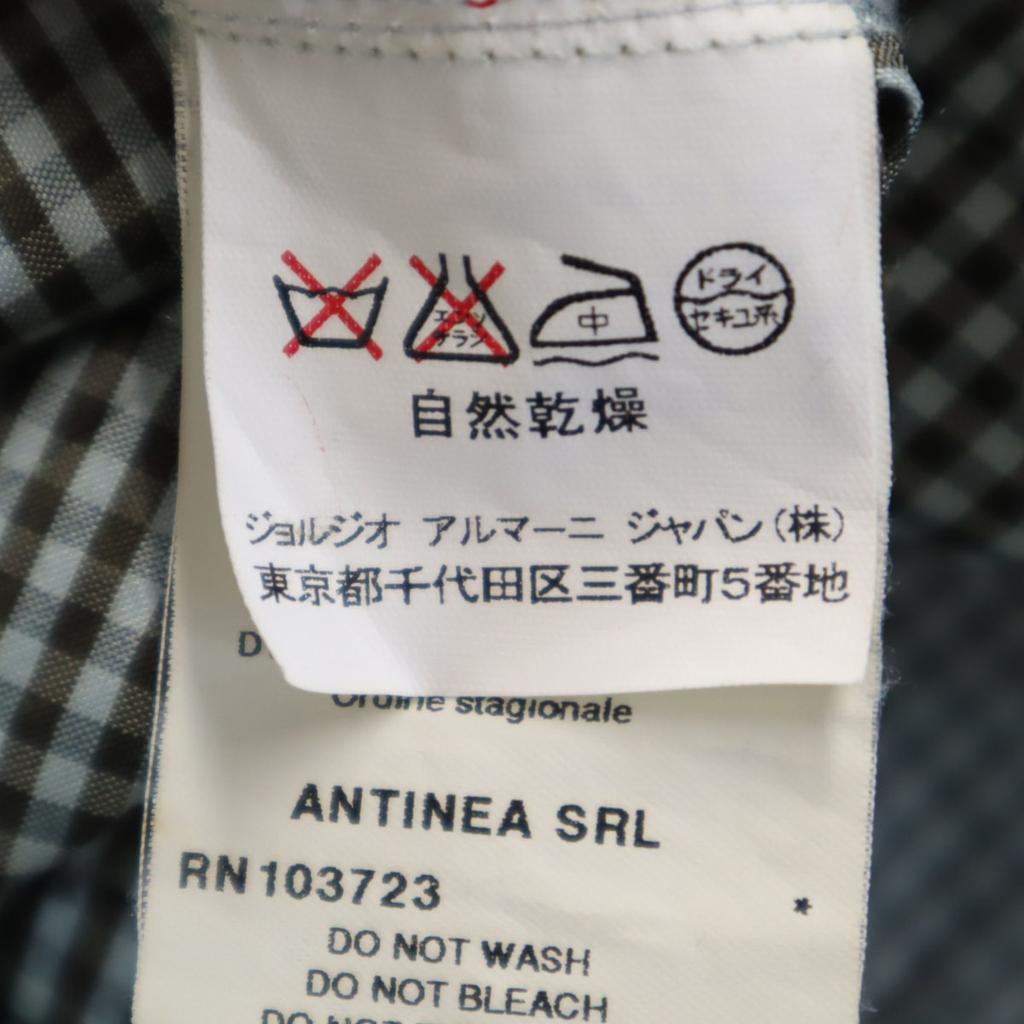 エンソ
サラシ
中
ドライ
セキユ系
自然乾燥
ジョルジオ アルマーニ ジャパン(株)
東京都千代田区三番町5番地
Ordine stagionale
ANTINEA SRL
RN 103723 *
DO NOT WASH
DO NOT BLEACH
DO NOT